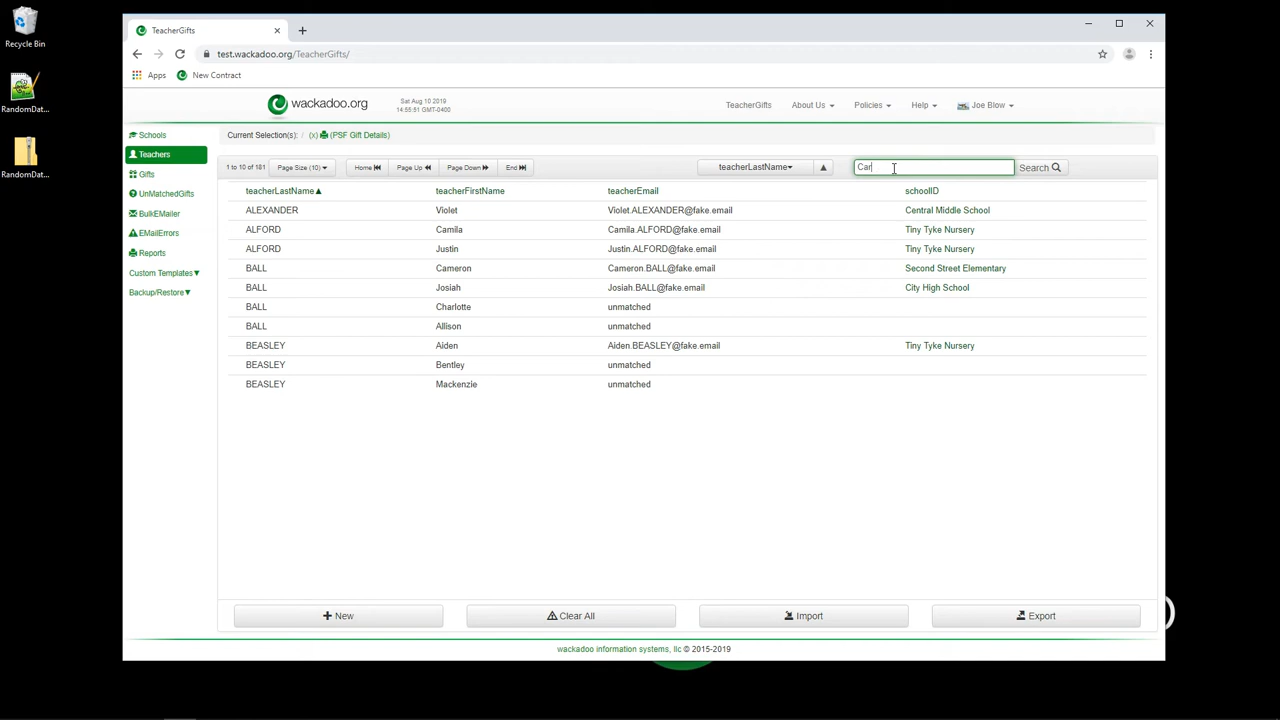 Recycle Bin
RandomDat...
RandomDat...
TeacherGifts
test.wackadoo.org/TeacherGifts/
Apps New Contract
wackadoo.org
Sat Aug 10 2019
14:55:51 GMT-0400
TeacherGifts About Us Policies Help Joe Blow
Schools
Teachers
Gifts
UnMatchedGifts
BulkEMailer
EMailErrors
Reports
Custom Templates▼
Backup/Restore▼
Current Selection(s): / (x) (PSF Gift Details)
1 to 10 of 181 Page Size (10) Home Page Up Page Down End teacherLastName Car Search
teacherLastName▲ teacherFirstName teacherEmail schoolID
ALEXANDER Violet Violet.ALEXANDER@fake.email Central Middle School
ALFORD Camila Camila.ALFORD@fake.email Tiny Tyke Nursery
ALFORD Justin Justin.ALFORD@fake.email Tiny Tyke Nursery
BALL Cameron Cameron.BALL@fake.email Second Street Elementary
BALL Josiah Josiah.BALL@fake.email City High School
BALL Charlotte unmatched
BALL Allison unmatched
BEASLEY Aiden Aiden.BEASLEY@fake.email Tiny Tyke Nursery
BEASLEY Bentley unmatched
BEASLEY Mackenzie unmatched
New Clear All Import Export
wackadoo information systems, llc © 2015-2019